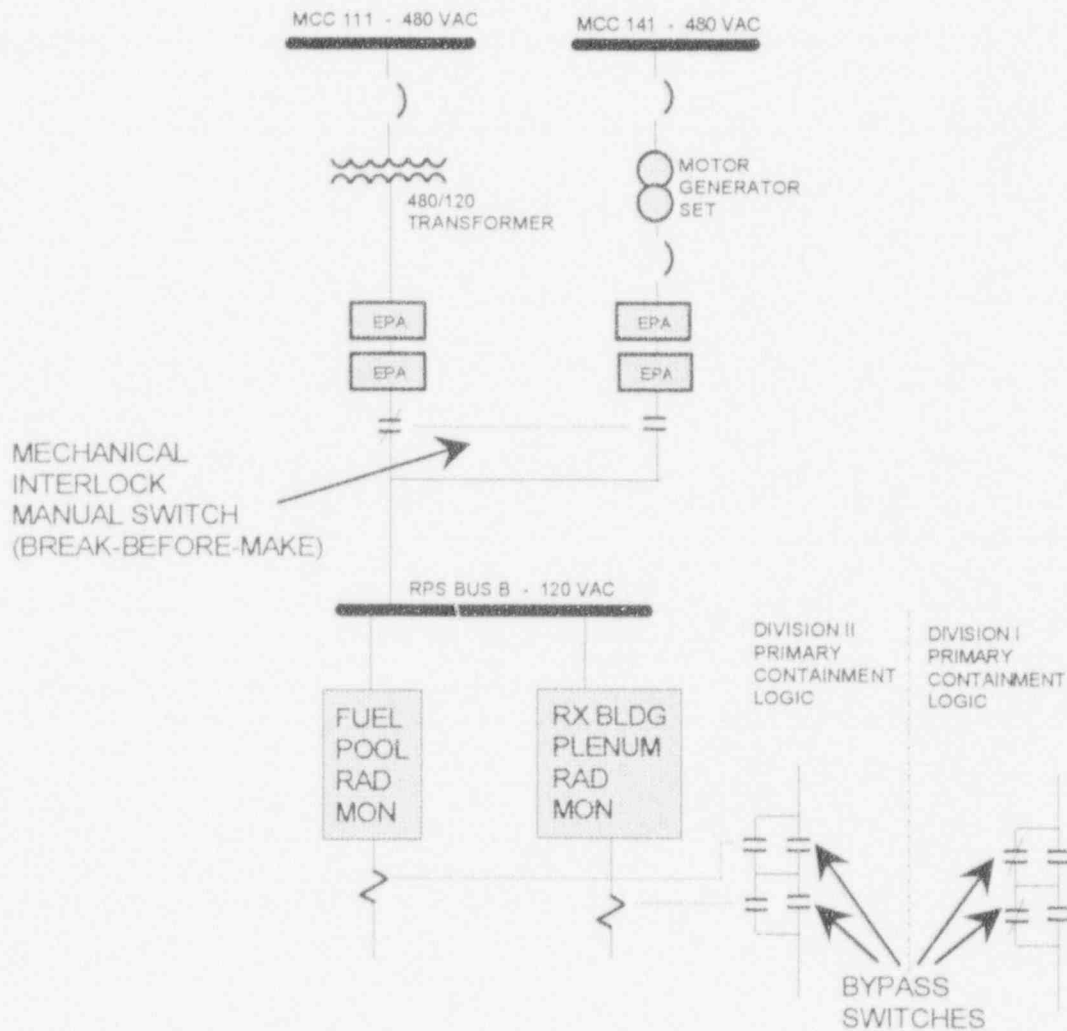 MCC 111 - 480 VAC
MCC 141 - 480 VAC
480/120
TRANSFORMER
MOTOR
GENERATOR
SET
EPA
EPA
EPA
EPA
MECHANICAL
INTERLOCK
MANUAL SWITCH
(BREAK-BEFORE-MAKE)
RPS BUS B - 120 VAC
FUEL
POOL
RAD
MON
RX BLDG
PLENUM
RAD
MON
DIVISION II
PRIMARY
CONTAINMENT
LOGIC
DIVISION I
PRIMARY
CONTAINMENT
LOGIC
BYPASS
SWITCHES